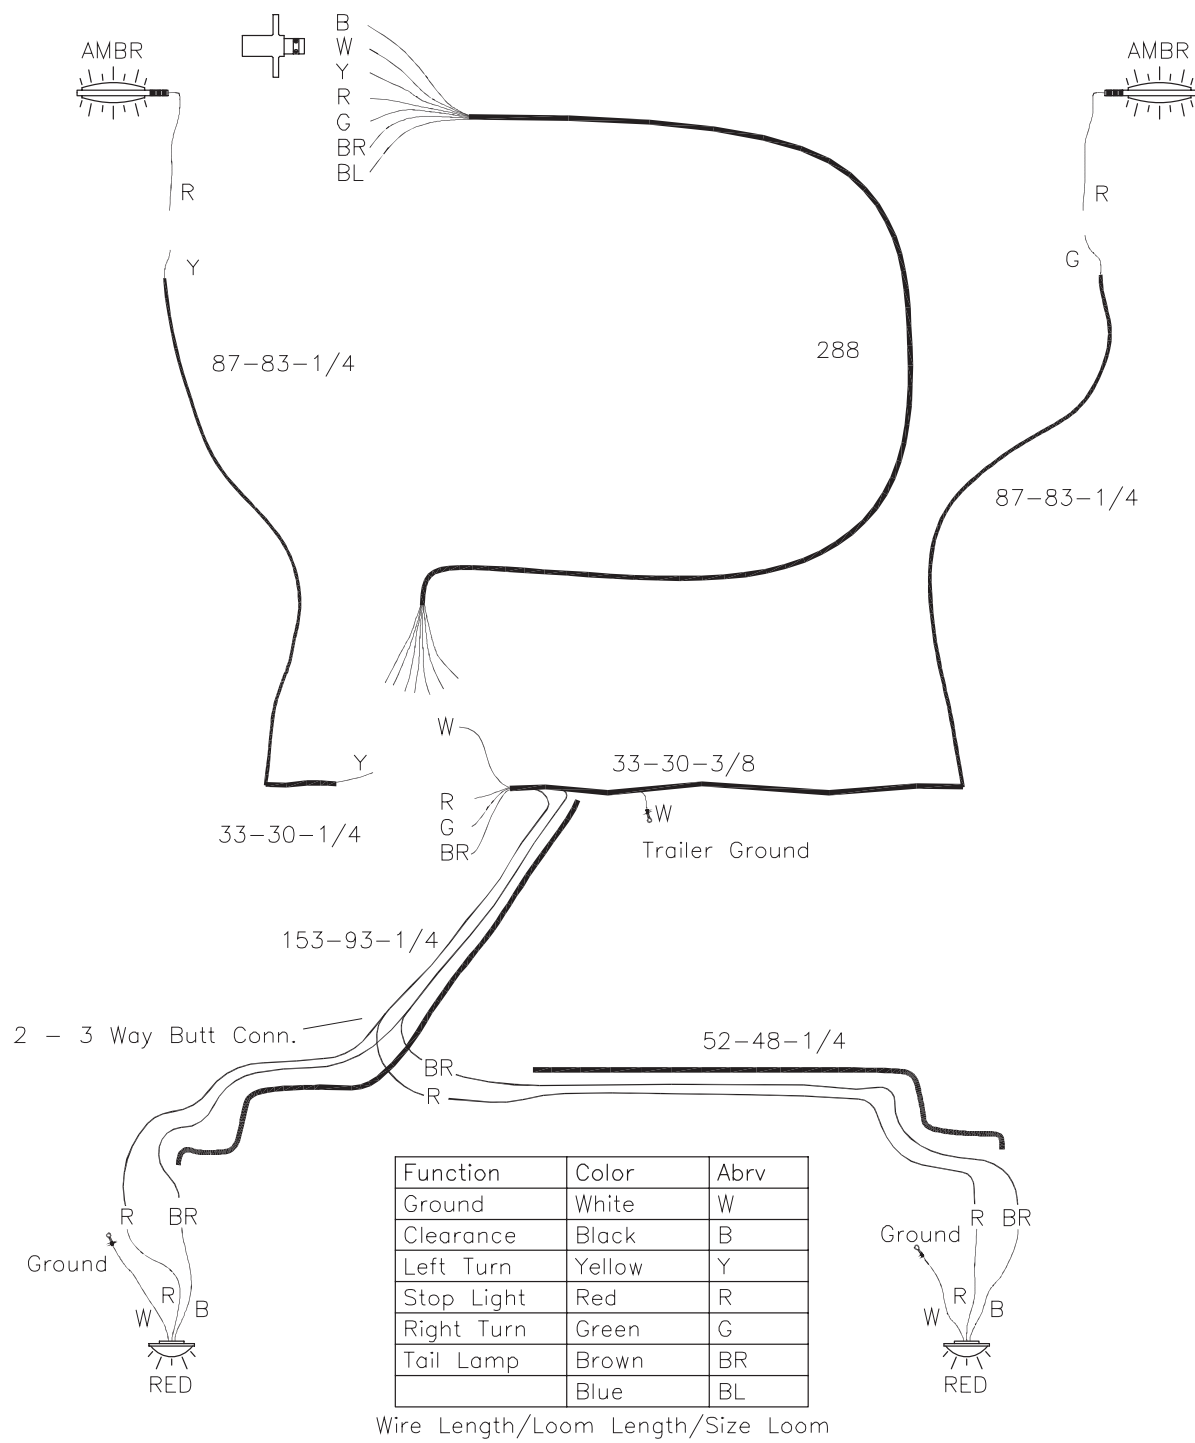 B
W
AMBR
AMBR
Y
R
G
BR
BL
R
R
Y
G
288
87-83-1/4
87-83-1/4
W
Y
33-30-3/8
R
W
G
33-30-1/4
BR
Trailer Ground
153-93-1/4
2 - 3 Way Butt Conn.
52-48-1/4
BR
R
Function Color Abrv
Ground White W
Clearance Black B
Left Turn Yellow Y
Stop Light Red R
Right Turn Green G
Tail Lamp Brown BR
Blue BL
Wire Length/Loom Length/Size Loom
R BR
Ground
R
B
W
RED
R BR
Ground
R
B
W
RED